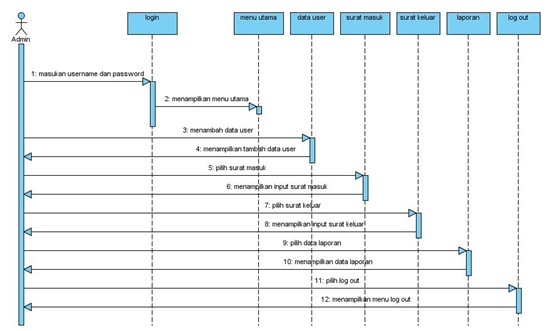 login
menu utama
data user
surat masuk
surat keluar
laporan
log out
Admin
1: masukan username dan password
2: menampilkan menu utama
3: menambah data user
4: menampilkan tambah data user
5: pilih surat masuk
6: menampilkan input surat masuk
7: pilih surat keluar
8: menampilkan input surat keluar
9: pilih data laporan
10: menampilkan data laporan
11: pilih log out
12: menampilkan menu log out